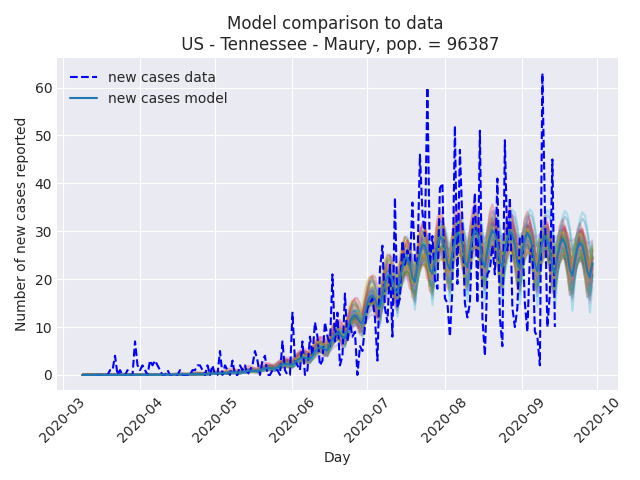 Model comparison to data
US - Tennessee - Maury, pop. = 96387
new cases data
new cases model
Number of new cases reported
60
50
40
30
20
10
0
2020-03
2020-04
2020-05
2020-06
2020-07
2020-08
2020-09
2020-10
Day